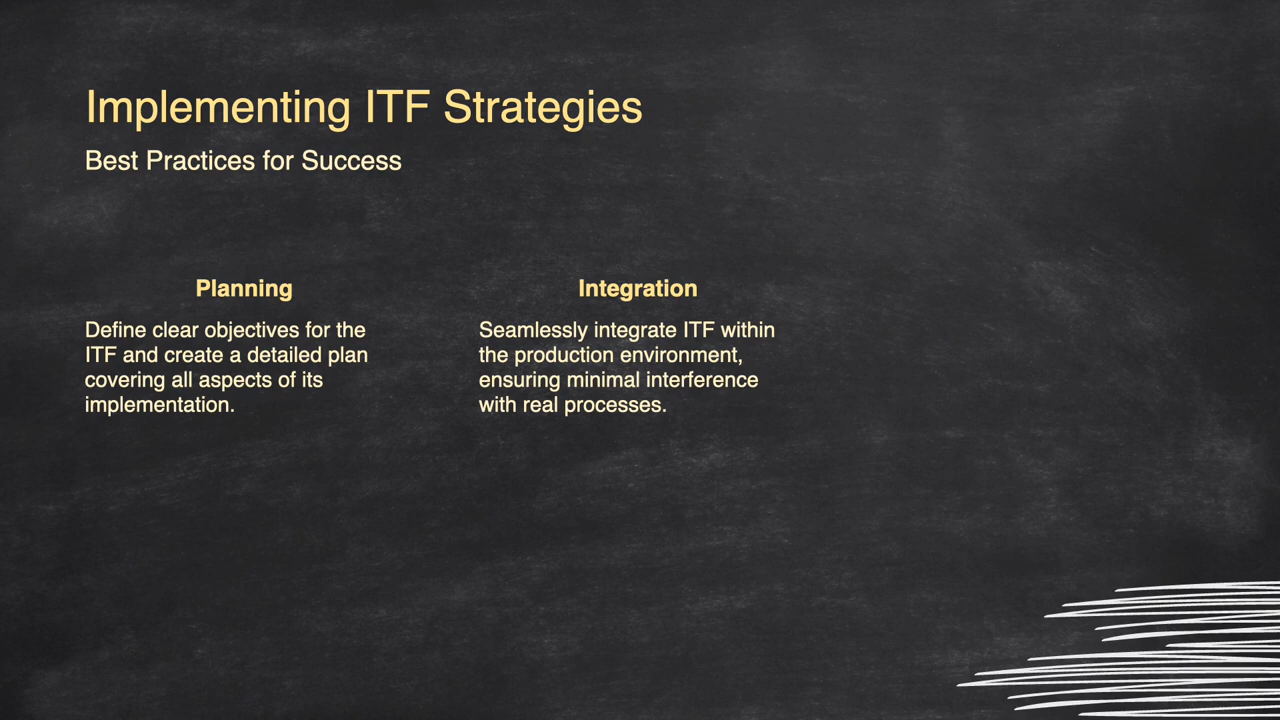 Implementing ITF Strategies
Best Practices for Success
Planning
Define clear objectives for the
ITF and create a detailed plan
covering all aspects of its
implementation.
Integration
Seamlessly integrate ITF within
the production environment,
ensuring minimal interference
with real processes.